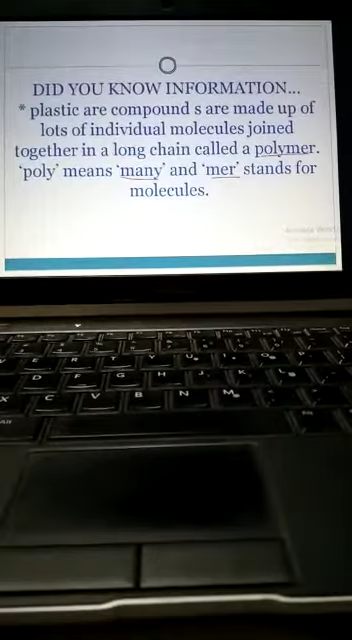 DID YOU KNOW INFORMATION...
* plastic are compound s are made up of
lots of individual molecules joined
together in a long chain called a polymer.
'poly' means 'many' and 'mer' stands for
molecules.
E R T Y U
D F G H J K L
X C V B N M
Alt